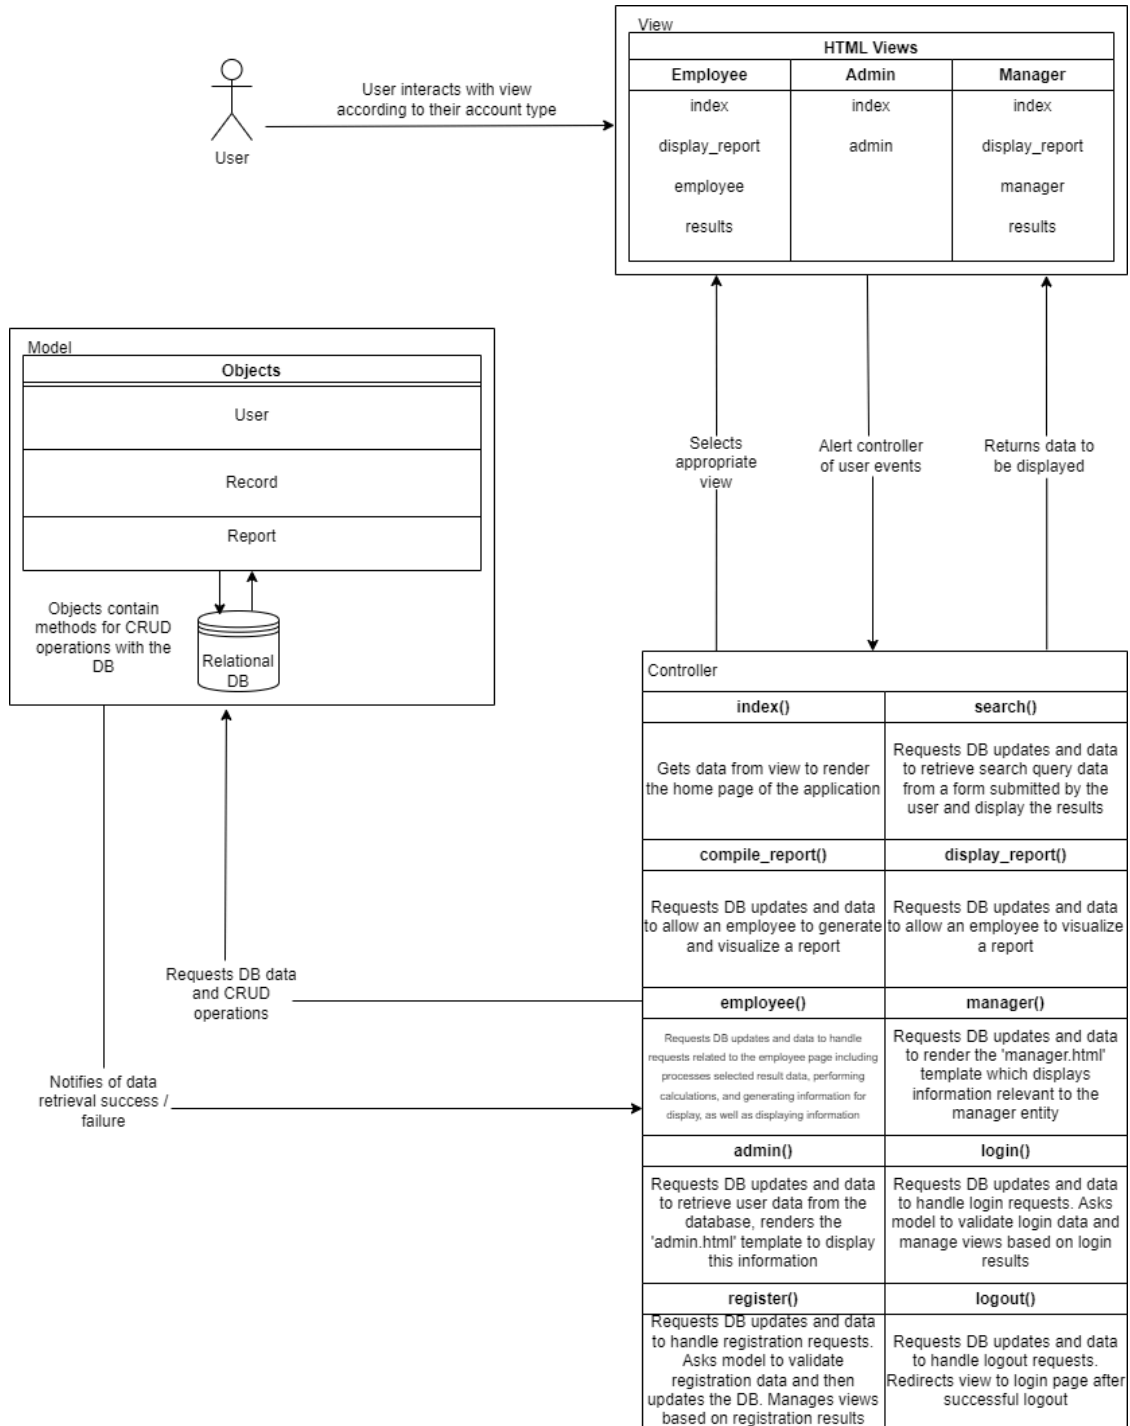 View
HTML Views
Employee
Admin
Manager
index
index
index
display_report
admin
display_report
employee
manager
results
results
User interacts with view
according to their account type
User
Model
Objects
User
Record
Report
Objects contain
methods for CRUD
operations with the
DB
Relational
DB
Selects
appropriate
view
Alert controller
of user events
Returns data to
be displayed
Controller
index()
search()
Gets data from view to render
the home page of the application
Requests DB updates and data
to retrieve search query data
from a form submitted by the
user and display the results
compile_report()
display_report()
Requests DB updates and data
to allow an employee to generate
and visualize a report
Requests DB updates and data
to allow an employee to visualize
a report
Requests DB data
and CRUD
operations
employee()
manager()
Requests DB updates and data to handle
requests related to the employee page including
processes selected result data, performing
calculations, and generating information for
display, as well as displaying information
Requests DB updates and data
to render the 'manager.html'
template which displays
information relevant to the
manager entity
Notifies of data
retrieval success /
failure
admin()
login()
Requests DB updates and data
to retrieve user data from the
database, renders the
'admin.html' template to display
this information
Requests DB updates and data
to handle login requests. Asks
model to validate login data and
manage views based on login
results
register()
logout()
Requests DB updates and data
to handle registration requests.
Asks model to validate
registration data and then
updates the DB. Manages views
based on registration results
Requests DB updates and data
to handle logout requests.
Redirects view to login page after
successful logout